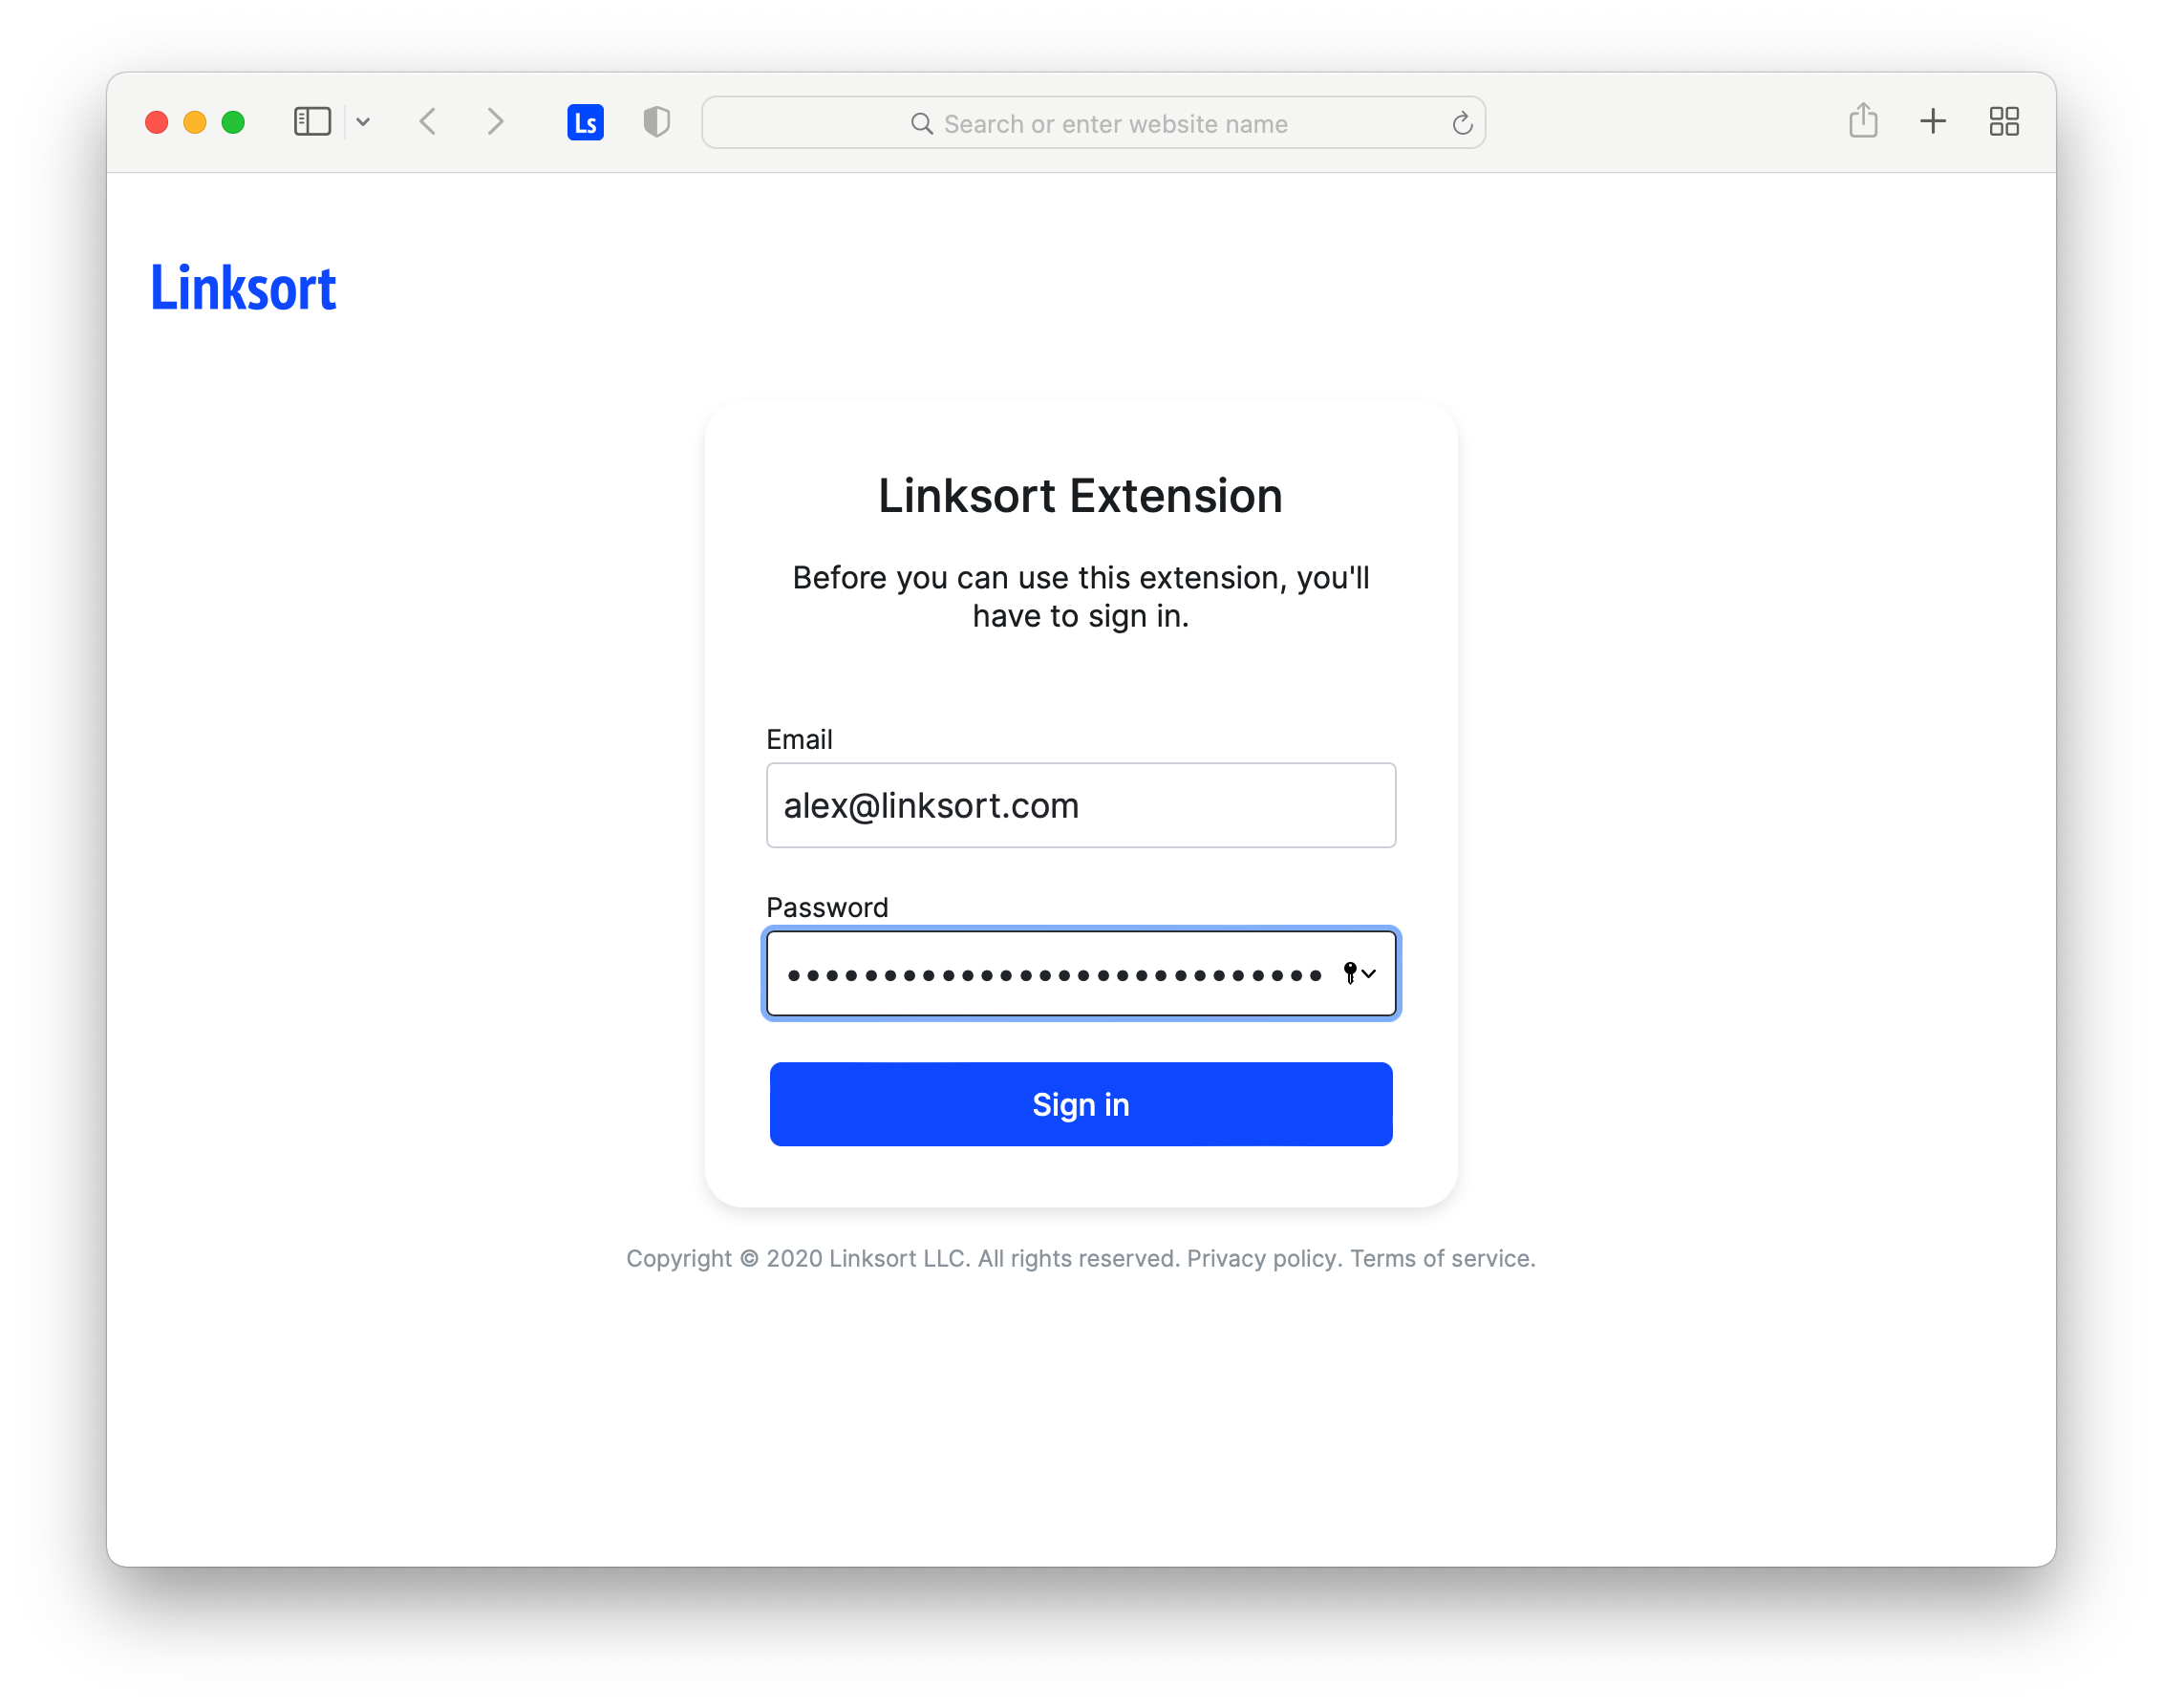 Ls
Search or enter website name
Linksort
Linksort Extension
Before you can use this extension, you'll
have to sign in.
Email
alex@linksort.com
Password
••••••••••••••••••••••••••••
Sign in
Copyright © 2020 Linksort LLC. All rights reserved. Privacy policy. Terms of service.